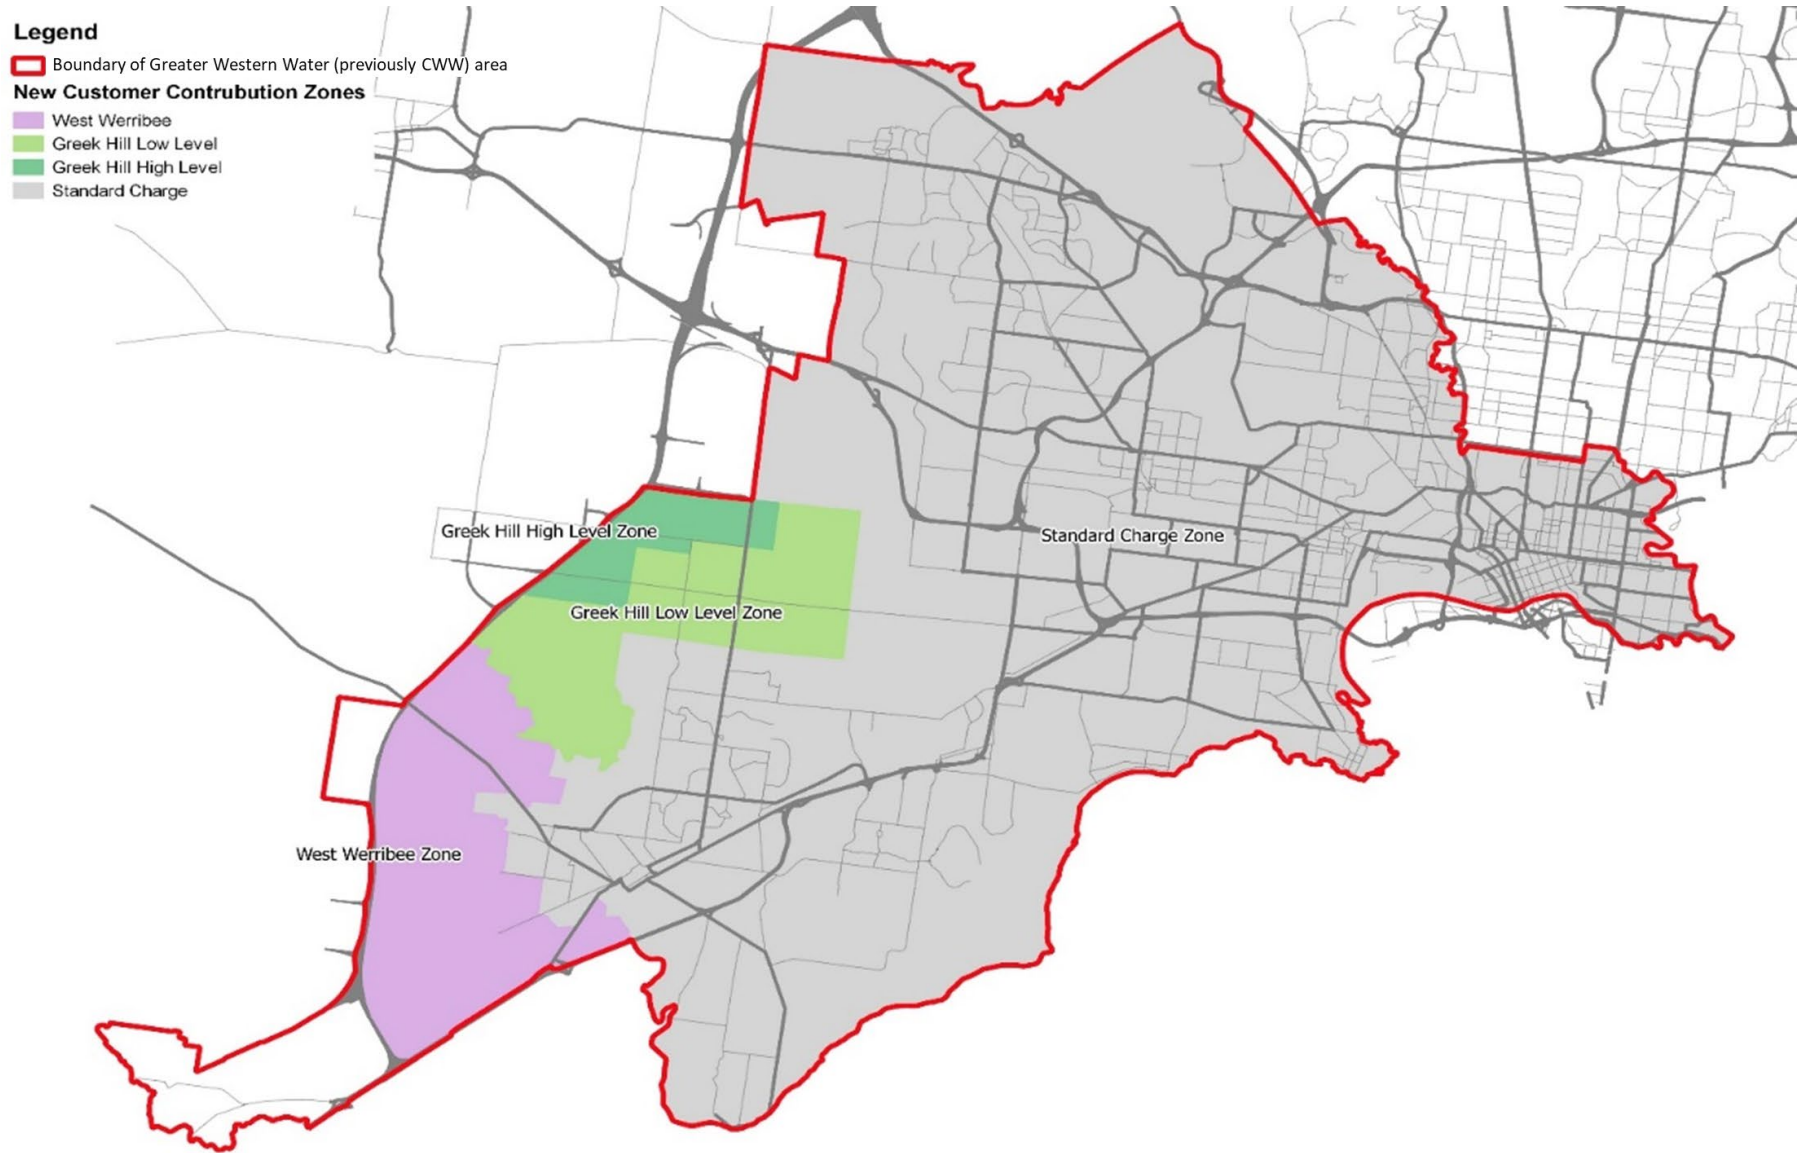 Legend
Boundary of Greater Western Water (previously CWW) area
New Customer Contrubution Zones
West Werribee
Greek Hill Low Level
Greek Hill High Level
Standard Charge
Greek Hill High Level Zone
Standard Charge Zone
Greek Hill Low Level Zone
West Werribee Zone